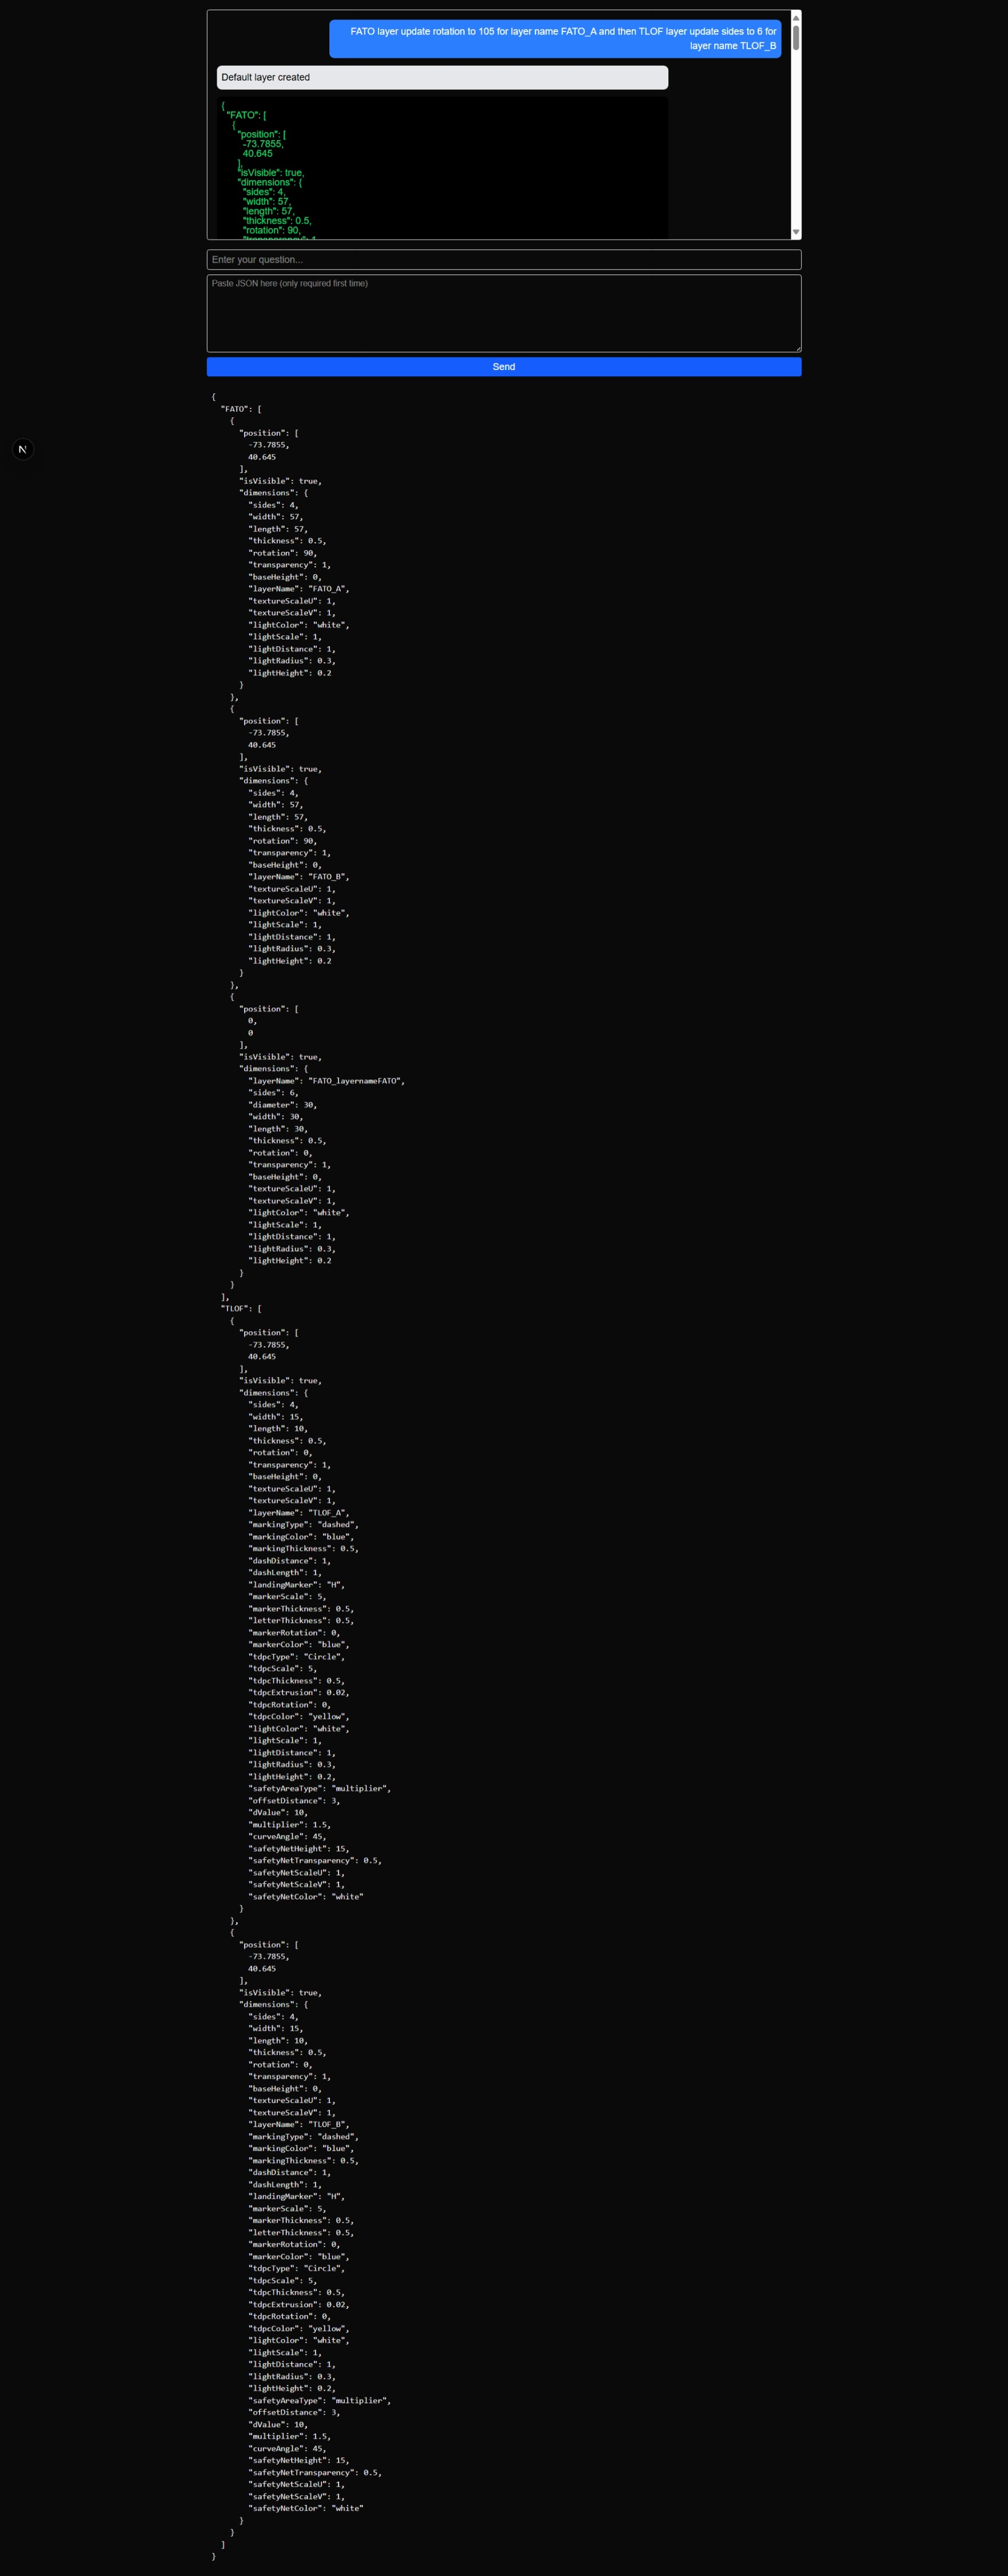 FATO layer update rotation to 105 for layer name FATO_A and then TLOF layer update sides to 6 for
layer name TLOF_B
Default layer created
{
"FATO": [
{
"position": [
-73.7855,
40.645
],
"isVisible": true,
"dimensions": {
"sides": 4,
"width": 57,
"length": 57,
"thickness": 0.5,
"rotation": 90,
"transparency": 1,
Enter your question...
Paste JSON here (only required first time)
Send
N
{
"FATO": [
{
"position": [
-73.7855,
40.645
],
"isVisible": true,
"dimensions": {
"sides": 4,
"width": 57,
"length": 57,
"thickness": 0.5,
"rotation": 90,
"transparency": 1,
"baseHeight": 0,
"layerName": "FATO_A",
"textureScaleU": 1,
"textureScaleV": 1,
"lightColor": "white",
"lightScale": 1,
"lightDistance": 1,
"lightRadius": 0.3,
"lightHeight": 0.2
}
},
{
"position": [
-73.7855,
40.645
],
"isVisible": true,
"dimensions": {
"sides": 4,
"width": 57,
"length": 57,
"thickness": 0.5,
"rotation": 90,
"transparency": 1,
"baseHeight": 0,
"layerName": "FATO_B",
"textureScaleU": 1,
"textureScaleV": 1,
"lightColor": "white",
"lightScale": 1,
"lightDistance": 1,
"lightRadius": 0.3,
"lightHeight": 0.2
}
},
{
"position": [
0,
0
],
"isVisible": true,
"dimensions": {
"layerName": "FATO_layernameFATO",
"sides": 6,
"diameter": 30,
"width": 30,
"length": 30,
"thickness": 0.5,
"rotation": 0,
"transparency": 1,
"baseHeight": 0,
"textureScaleU": 1,
"textureScaleV": 1,
"lightColor": "white",
"lightScale": 1,
"lightDistance": 1,
"lightRadius": 0.3,
"lightHeight": 0.2
}
}
],
"TLOF": [
{
"position": [
-73.7855,
40.645
],
"isVisible": true,
"dimensions": {
"sides": 4,
"width": 15,
"length": 10,
"thickness": 0.5,
"rotation": 0,
"transparency": 1,
"baseHeight": 0,
"textureScaleU": 1,
"textureScaleV": 1,
"layerName": "TLOF_A",
"markingType": "dashed",
"markingColor": "blue",
"markingThickness": 0.5,
"dashDistance": 1,
"dashLength": 1,
"landingMarker": "H",
"markerScale": 5,
"markerThickness": 0.5,
"letterThickness": 0.5,
"markerRotation": 0,
"markerColor": "blue",
"tdpcType": "Circle",
"tdpcScale": 5,
"tdpcThickness": 0.5,
"tdpcExtrusion": 0.02,
"tdpcRotation": 0,
"tdpcColor": "yellow",
"lightColor": "white",
"lightScale": 1,
"lightDistance": 1,
"lightRadius": 0.3,
"lightHeight": 0.2,
"safetyAreaType": "multiplier",
"offsetDistance": 3,
"dValue": 10,
"multiplier": 1.5,
"curveAngle": 45,
"safetyNetHeight": 15,
"safetyNetTransparency": 0.5,
"safetyNetScaleU": 1,
"safetyNetScaleV": 1,
"safetyNetColor": "white"
}
},
{
"position": [
-73.7855,
40.645
],
"isVisible": true,
"dimensions": {
"sides": 4,
"width": 15,
"length": 10,
"thickness": 0.5,
"rotation": 0,
"transparency": 1,
"baseHeight": 0,
"textureScaleU": 1,
"textureScaleV": 1,
"layerName": "TLOF_B",
"markingType": "dashed",
"markingColor": "blue",
"markingThickness": 0.5,
"dashDistance": 1,
"dashLength": 1,
"landingMarker": "H",
"markerScale": 5,
"markerThickness": 0.5,
"letterThickness": 0.5,
"markerRotation": 0,
"markerColor": "blue",
"tdpcType": "Circle",
"tdpcScale": 5,
"tdpcThickness": 0.5,
"tdpcExtrusion": 0.02,
"tdpcRotation": 0,
"tdpcColor": "yellow",
"lightColor": "white",
"lightScale": 1,
"lightDistance": 1,
"lightRadius": 0.3,
"lightHeight": 0.2,
"safetyAreaType": "multiplier",
"offsetDistance": 3,
"dValue": 10,
"multiplier": 1.5,
"curveAngle": 45,
"safetyNetHeight": 15,
"safetyNetTransparency": 0.5,
"safetyNetScaleU": 1,
"safetyNetScaleV": 1,
"safetyNetColor": "white"
}
}
]
}